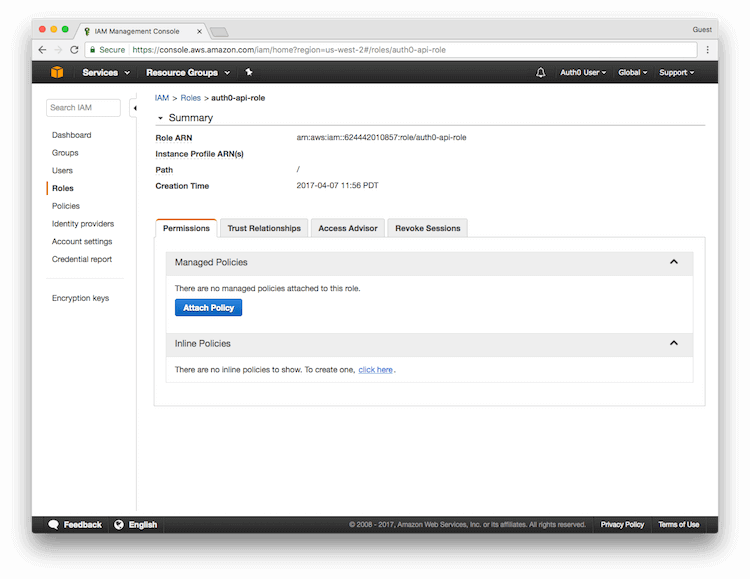 IAM Management Console
Guest
Secure https://console.aws.amazon.com/iam/home?region=us-west-2#/roles/auth0-api-role
Services Resource Groups Auth0 User Global Support
Search IAM
Dashboard
Groups
Users
Roles
Policies
Identity providers
Account settings
Credential report
Encryption keys
IAM > Roles > auth0-api-role
Summary
Role ARN arn:aws:iam::624442010857:role/auth0-api-role
Instance Profile ARN(s)
Path /
Creation Time 2017-04-07 11:56 PDT
Permissions Trust Relationships Access Advisor Revoke Sessions
Managed Policies
There are no managed policies attached to this role.
Attach Policy
Inline Policies
There are no inline policies to show. To create one, click here.
Feedback English © 2008 - 2017, Amazon Web Services, Inc. or its affiliates. All rights reserved. Privacy Policy Terms of Use